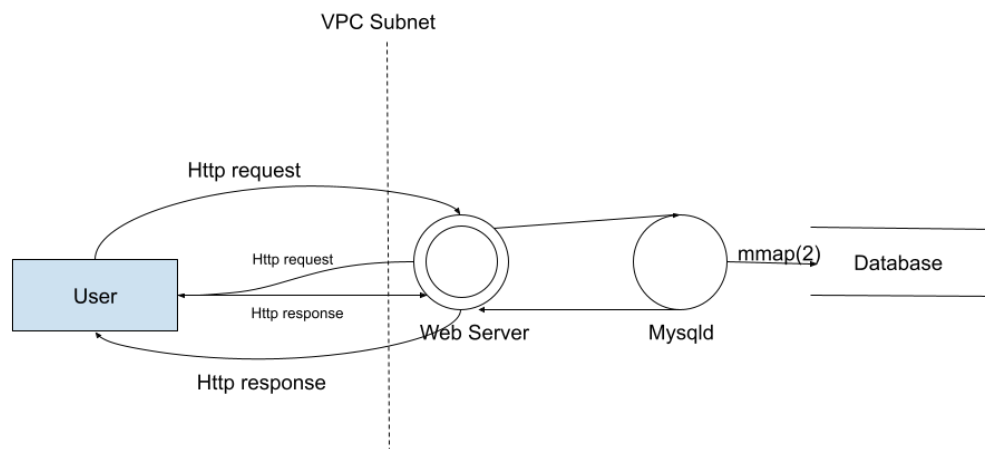 VPC Subnet
Http request
Http request
User
Http response
Http response
Web Server
Mysqld
mmap(2)
Database